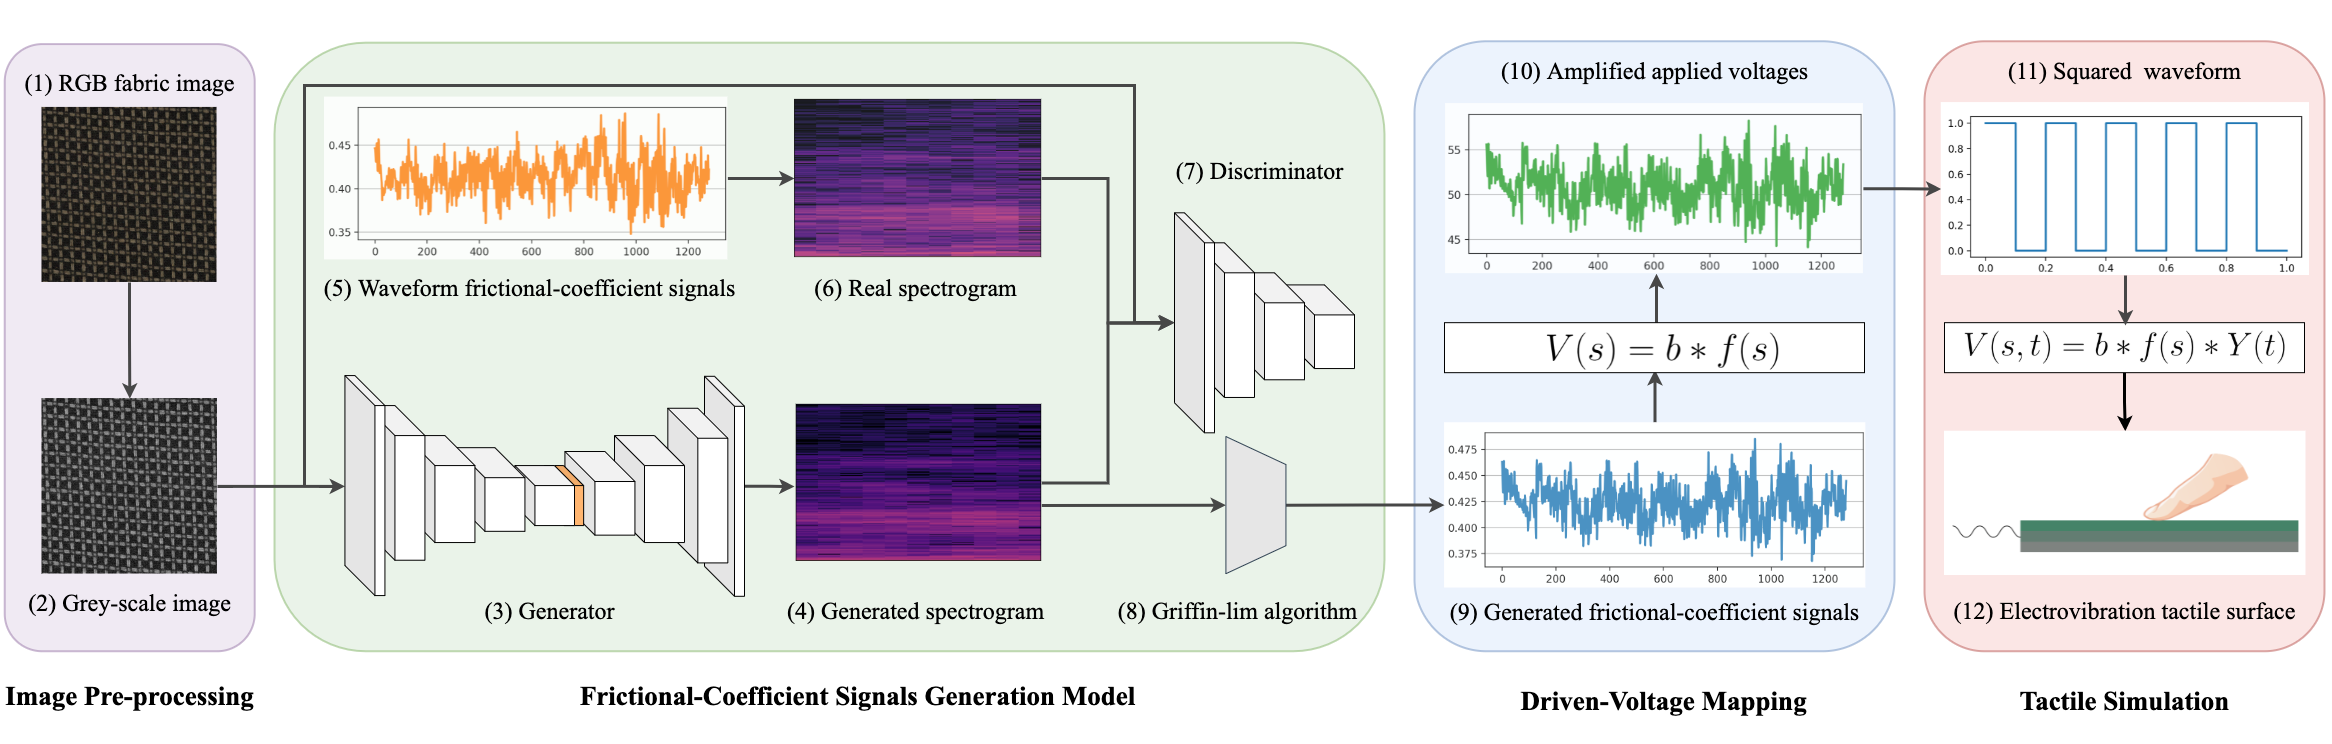 (1) RGB fabric image
(2) Grey-scale image
Image Pre-processing
0.45
0.40
0.35
0 200 400 600 800 1000 1200
(5) Waveform frictional-coefficient signals
(6) Real spectrogram
(7) Discriminator
(3) Generator
(4) Generated spectrogram
(8) Griffin-lim algorithm
Frictional-Coefficient Signals Generation Model
(10) Amplified applied voltages
55
50
45
0 200 400 600 800 1000 1200
V(s) = b * f(s)
0.475
0.450
0.425
0.400
0.375
0 200 400 600 800 1000 1200
(9) Generated frictional-coefficient signals
Driven-Voltage Mapping
(11) Squared waveform
1.0
0.8
0.6
0.4
0.2
0.0
0.0 0.2 0.4 0.6 0.8 1.0
V(s, t) = b * f(s) * Y(t)
(12) Electrovibration tactile surface
Tactile Simulation